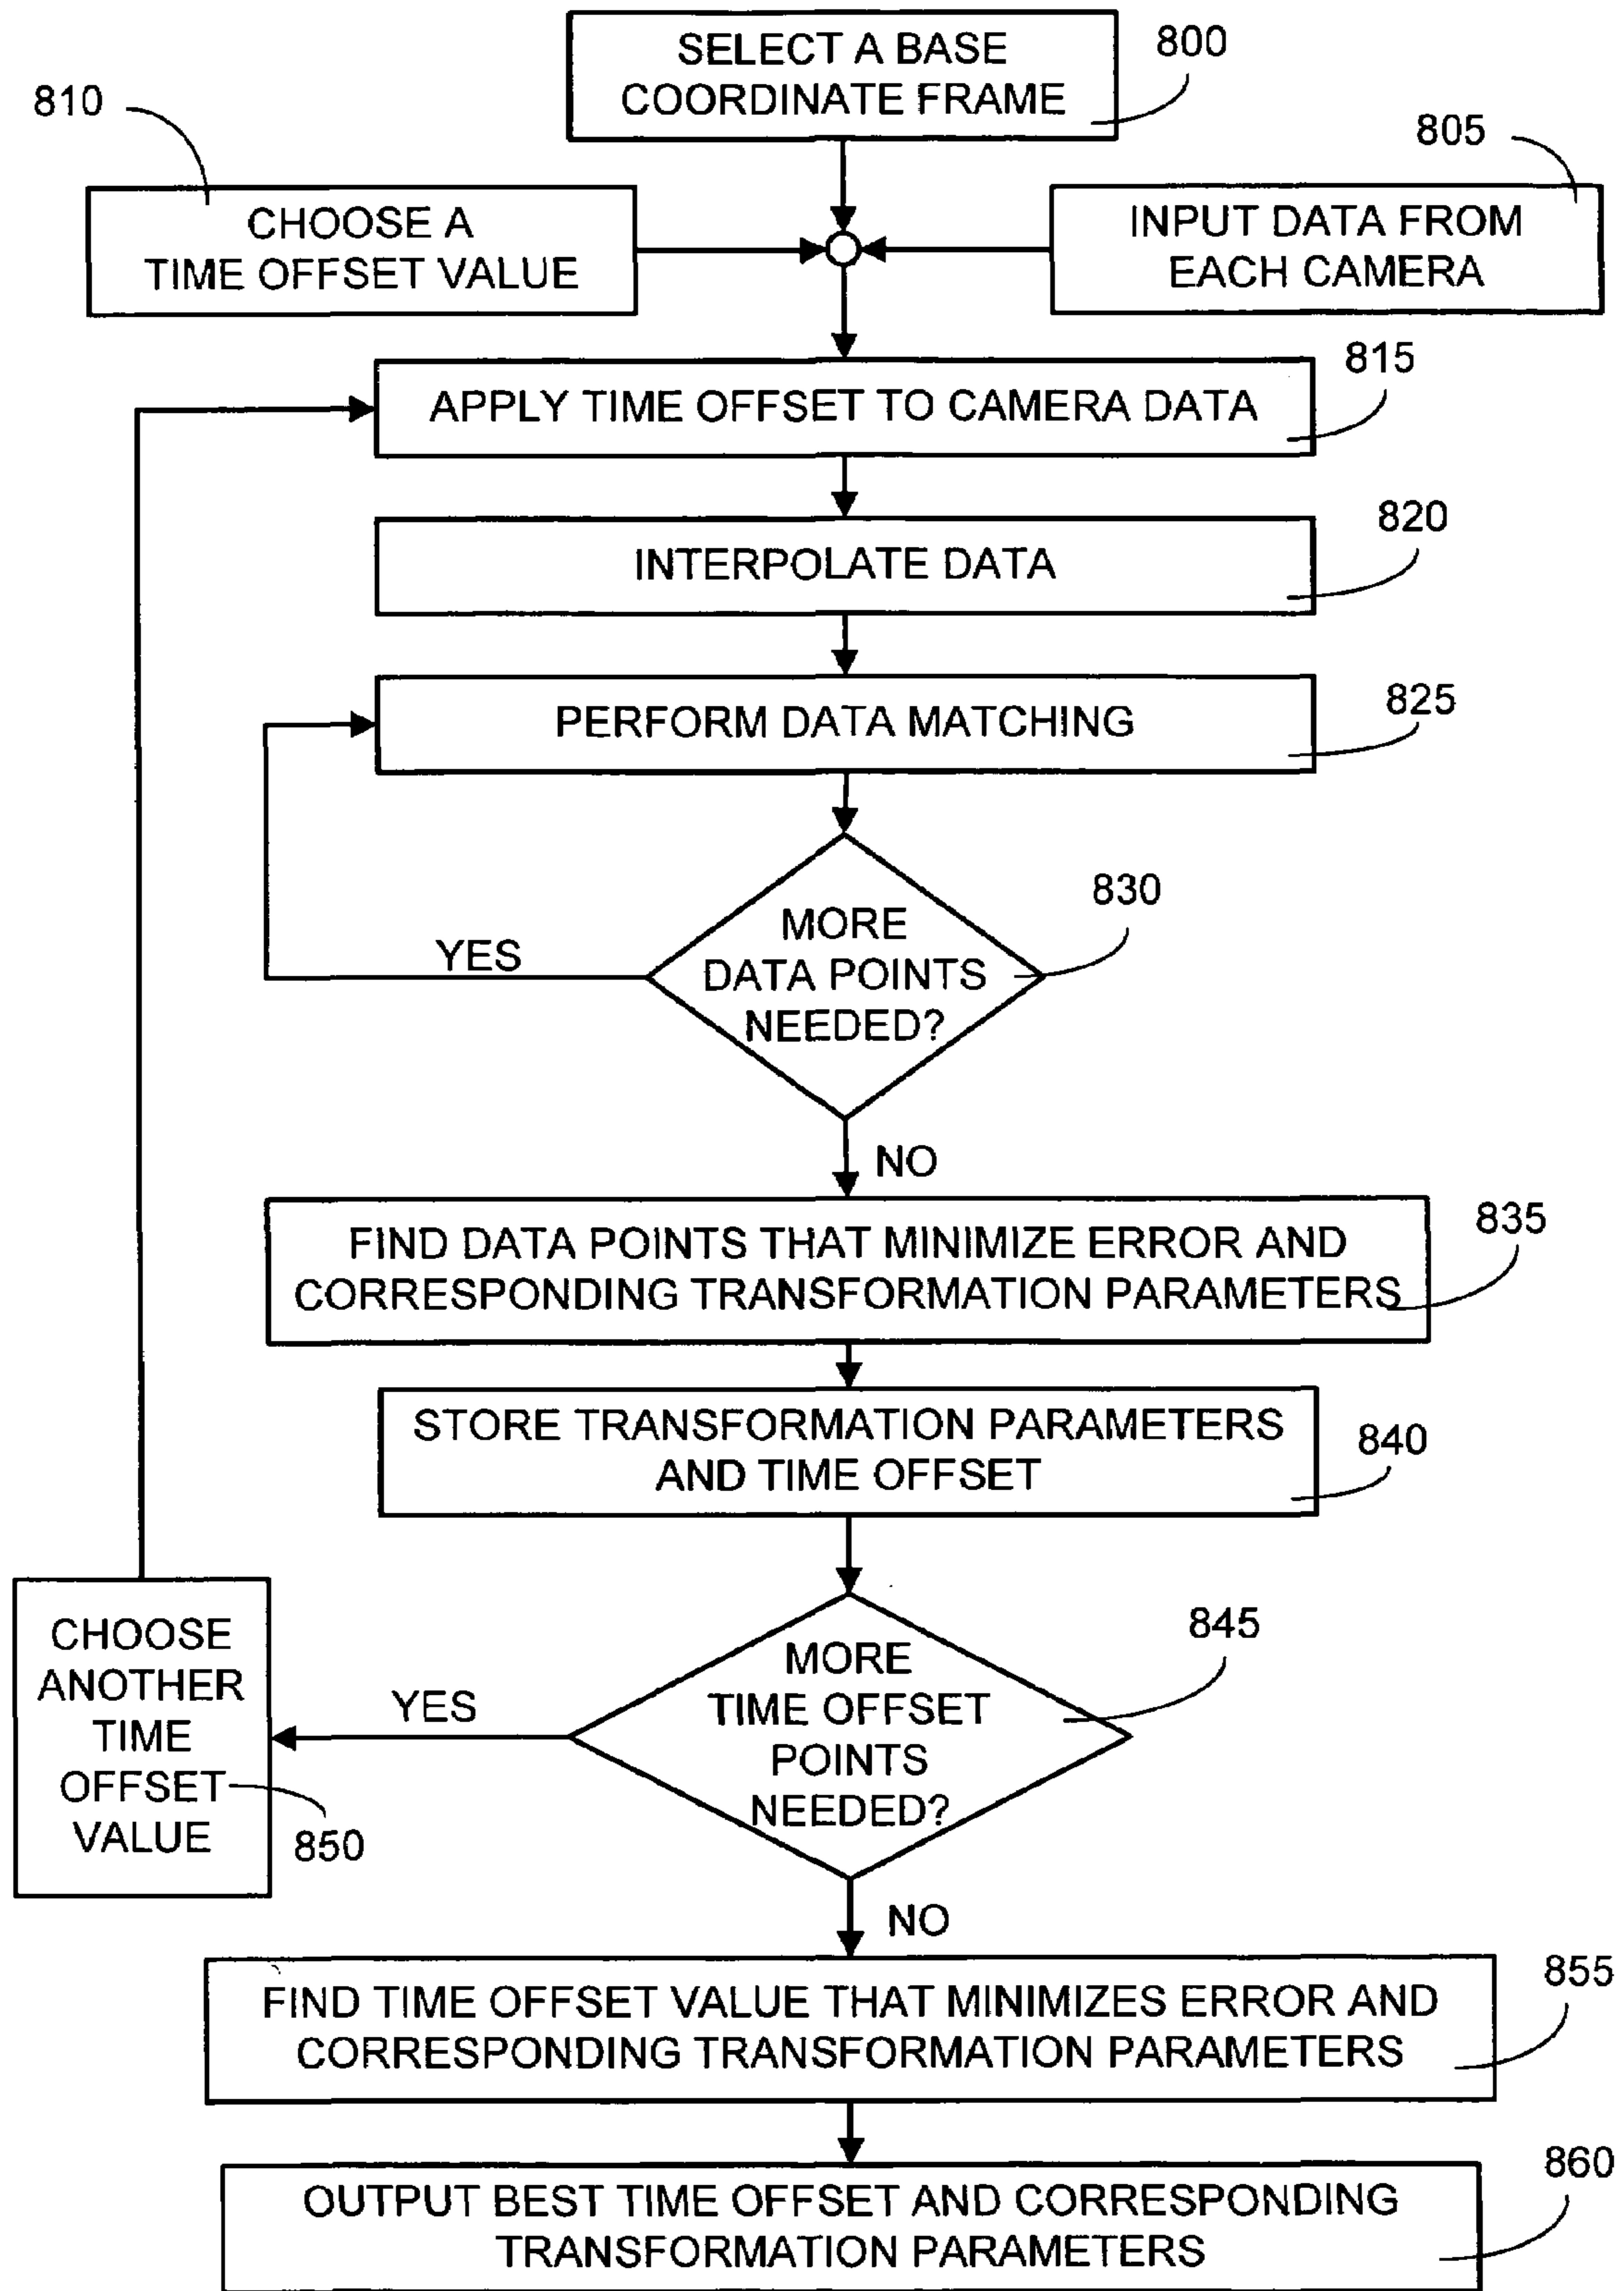 SELECT A BASE
COORDINATE FRAME
800
810
805
CHOOSE A
TIME OFFSET VALUE
INPUT DATA FROM
EACH CAMERA
815
APPLY TIME OFFSET TO CAMERA DATA
820
INTERPOLATE DATA
825
PERFORM DATA MATCHING
830
MORE
DATA POINTS
NEEDED?
YES
NO
835
FIND DATA POINTS THAT MINIMIZE ERROR AND
CORRESPONDING TRANSFORMATION PARAMETERS
STORE TRANSFORMATION PARAMETERS
AND TIME OFFSET
840
845
MORE
TIME OFFSET
POINTS
NEEDED?
YES
CHOOSE
ANOTHER
TIME
OFFSET
VALUE
850
NO
855
FIND TIME OFFSET VALUE THAT MINIMIZES ERROR AND
CORRESPONDING TRANSFORMATION PARAMETERS
860
OUTPUT BEST TIME OFFSET AND CORRESPONDING
TRANSFORMATION PARAMETERS